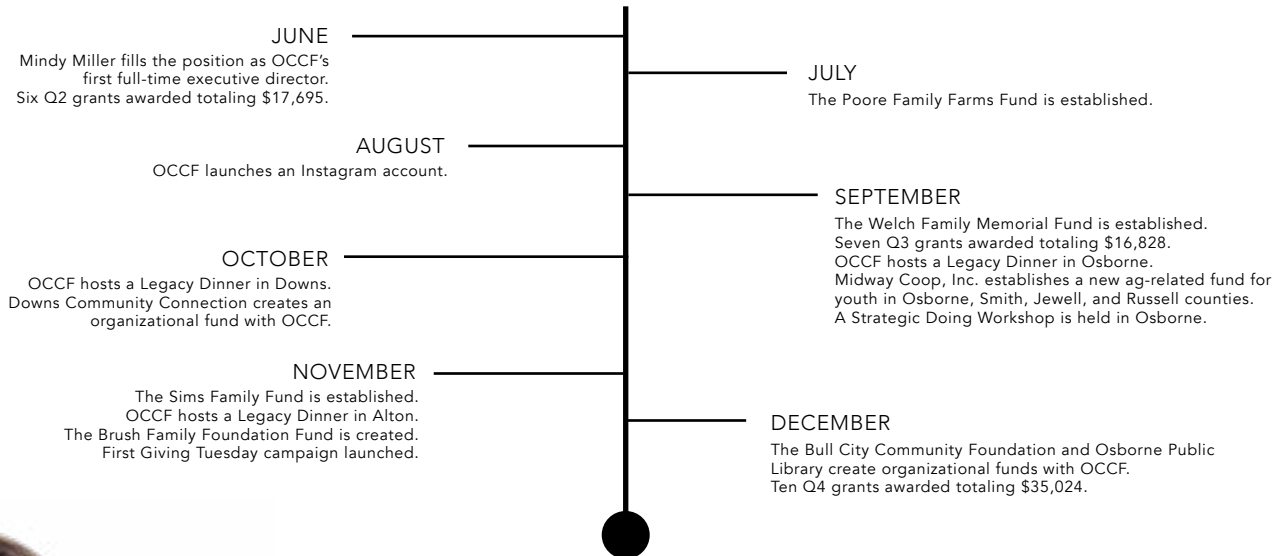 JUNE
Mindy Miller fills the position as OCCF's
first full-time executive director.
Six Q2 grants awarded totaling $17,695.
JULY
The Poore Family Farms Fund is established.
AUGUST
OCCF launches an Instagram account.
SEPTEMBER
The Welch Family Memorial Fund is established.
Seven Q3 grants awarded totaling $16,828.
OCCF hosts a Legacy Dinner in Osborne.
Midway Coop, Inc. establishes a new ag-related fund for
youth in Osborne, Smith, Jewell, and Russell counties.
A Strategic Doing Workshop is held in Osborne.
OCTOBER
OCCF hosts a Legacy Dinner in Downs.
Downs Community Connection creates an
organizational fund with OCCF.
NOVEMBER
The Sims Family Fund is established.
OCCF hosts a Legacy Dinner in Alton.
The Brush Family Foundation Fund is created.
First Giving Tuesday campaign launched.
DECEMBER
The Bull City Community Foundation and Osborne Public
Library create organizational funds with OCCF.
Ten Q4 grants awarded totaling $35,024.